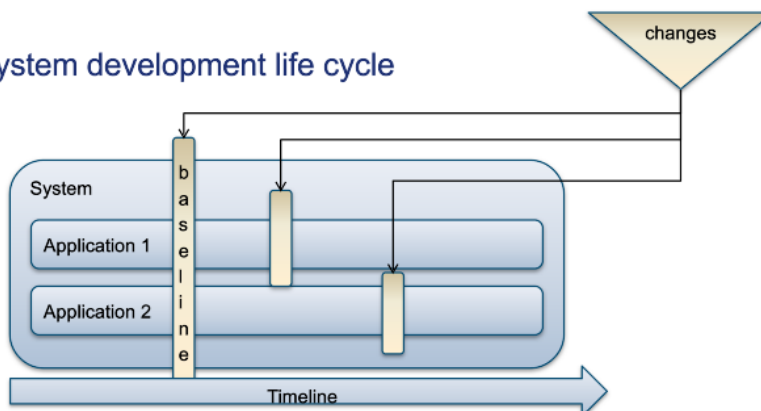 changes
ystem development life cycle
baseline
System
Application 1
Application 2
Timeline